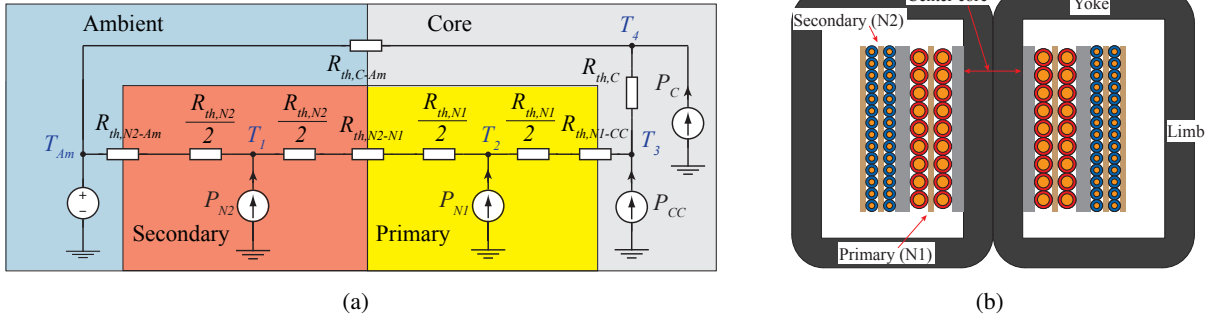 Ambient
Core
T4
Rth,C-Am
Rth,C
PC
Rth,N2-Am
Rth,N2
2
Rth,N2
2
Rth,N2-N1
Rth,N1
2
Rth,N1
2
Rth,N1-CC
TAm
T1
T2
T3
+
−
PN2
PN1
PCC
Secondary
Primary
(a)
Yoke
Secondary (N2)
Limb
Primary (N1)
(b)